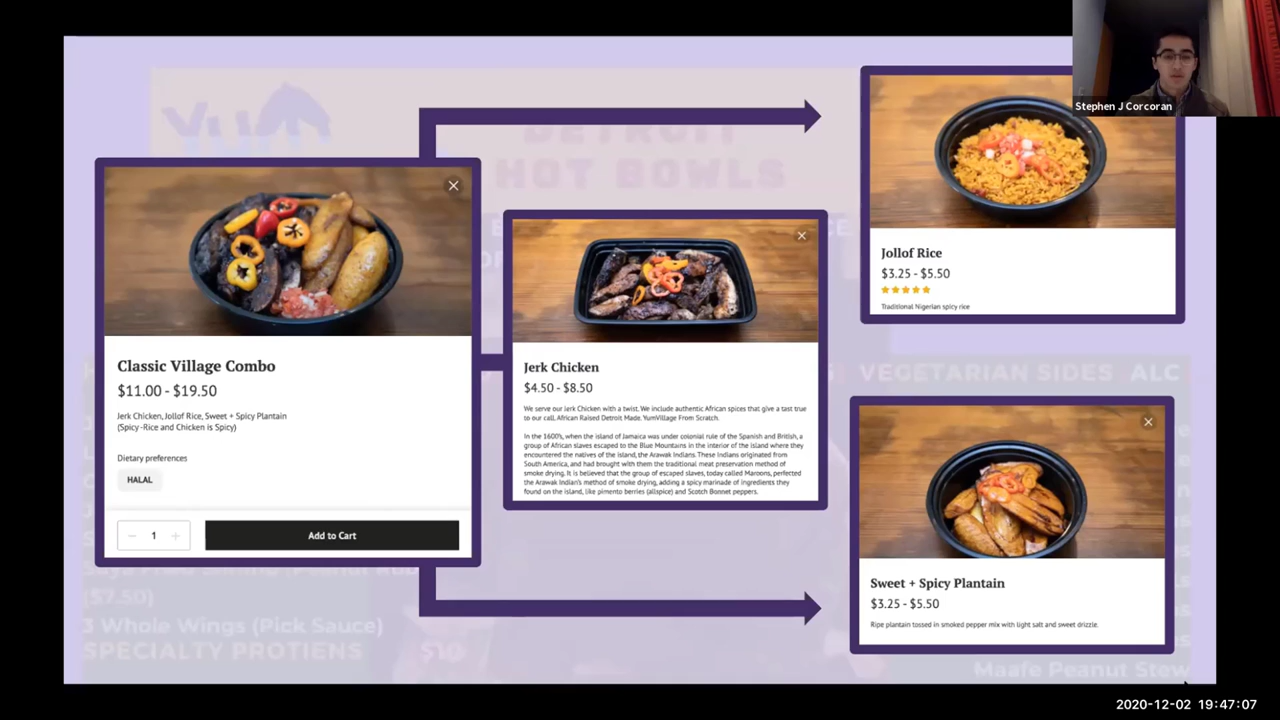 Stephen J Corcoran
YUM
DETROIT
HOT BOWLS
Classic Village Combo
$11.00 - $19.50
Jerk Chicken, Jollof Rice, Sweet + Spicy Plantain
(Spicy -Rice and Chicken is Spicy)
Dietary preferences
HALAL
1
Add to Cart
Jerk Chicken
$4.50 - $8.50
We serve our Jerk Chicken with a twist. We include authentic African spices that give a tast true
to our call, African Raised Detroit Made. YumVillage From Scratch.
In the 1600's, when the island of Jamaica was under colonial rule of the Spanish and British, a
group of African slaves escaped to the Blue Mountains in the interior of the island where they
encountered the natives of the island, the Arawak Indians. These Indians originated from
South America, and had brought with them the traditional meat preservation method of
smoke drying. It is believed that the group of escaped slaves, today called Maroons, perfected
the Arawak Indian's method of smoke drying, adding a spicy marinade of ingredients they
found on the island, like pimento berries (allspice) and Scotch Bonnet peppers.
Jollof Rice
$3.25 - $5.50
Traditional Nigerian spicy rice
VEGETARIAN SIDES ALC
Sweet + Spicy Plantain
$3.25 - $5.50
Ripe plantain tossed in smoked pepper mix with light salt and sweet drizzle.
($7.50)
3 Whole Wings (Pick Sauce)
SPECIALTY PROTIENS
Maafe Peanut Stew
2020-12-02 19:47:07